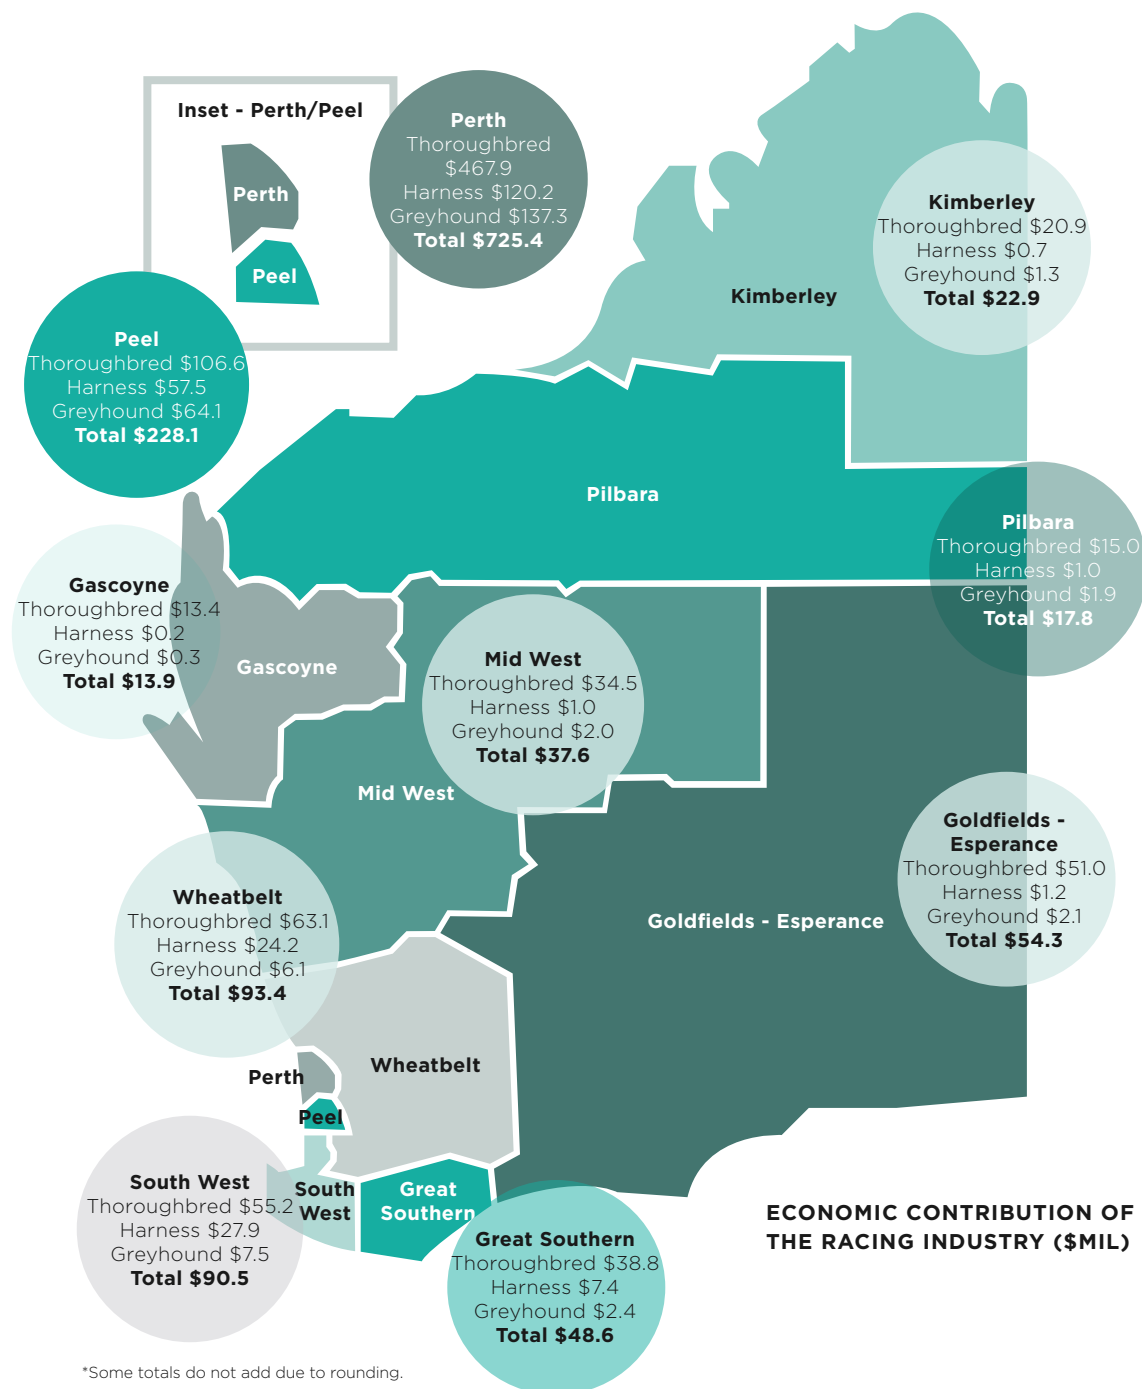 Inset - Perth/Peel
Perth
Peel
Perth
Thoroughbred
$467.9
Harness $120.2
Greyhound $137.3
Total $725.4
Kimberley
Thoroughbred $20.9
Harness $0.7
Greyhound $1.3
Total $22.9
Kimberley
Peel
Thoroughbred $106.6
Harness $57.5
Greyhound $64.1
Total $228.1
Pilbara
Pilbara
Thoroughbred $15.0
Harness $1.0
Greyhound $1.9
Total $17.8
Gascoyne
Thoroughbred $13.4
Harness $0.2
Greyhound $0.3
Total $13.9
Gascoyne
Mid West
Thoroughbred $34.5
Harness $1.0
Greyhound $2.0
Total $37.6
Mid West
Goldfields -
Esperance
Thoroughbred $51.0
Harness $1.2
Greyhound $2.1
Total $54.3
Goldfields - Esperance
Wheatbelt
Thoroughbred $63.1
Harness $24.2
Greyhound $6.1
Total $93.4
Wheatbelt
Perth
Peel
South West
Thoroughbred $55.2
Harness $27.9
Greyhound $7.5
Total $90.5
South
West
Great
Southern
Great Southern
Thoroughbred $38.8
Harness $7.4
Greyhound $2.4
Total $48.6
ECONOMIC CONTRIBUTION OF
THE RACING INDUSTRY ($MIL)
*Some totals do not add due to rounding.